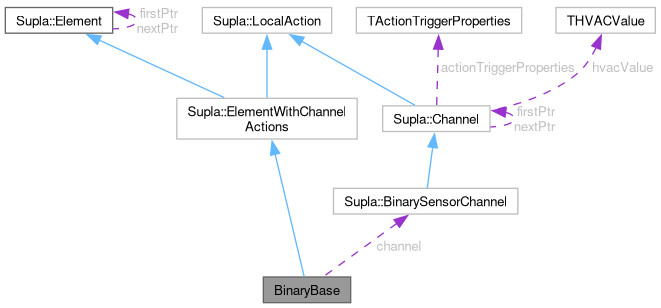 Supla::Element
firstPtr
nextPtr
Supla::LocalAction
TActionTriggerProperties
THVACValue
actionTriggerProperties
hvacValue
Supla::ElementWithChannel
Actions
Supla::Channel
firstPtr
nextPtr
Supla::BinarySensorChannel
channel
BinaryBase